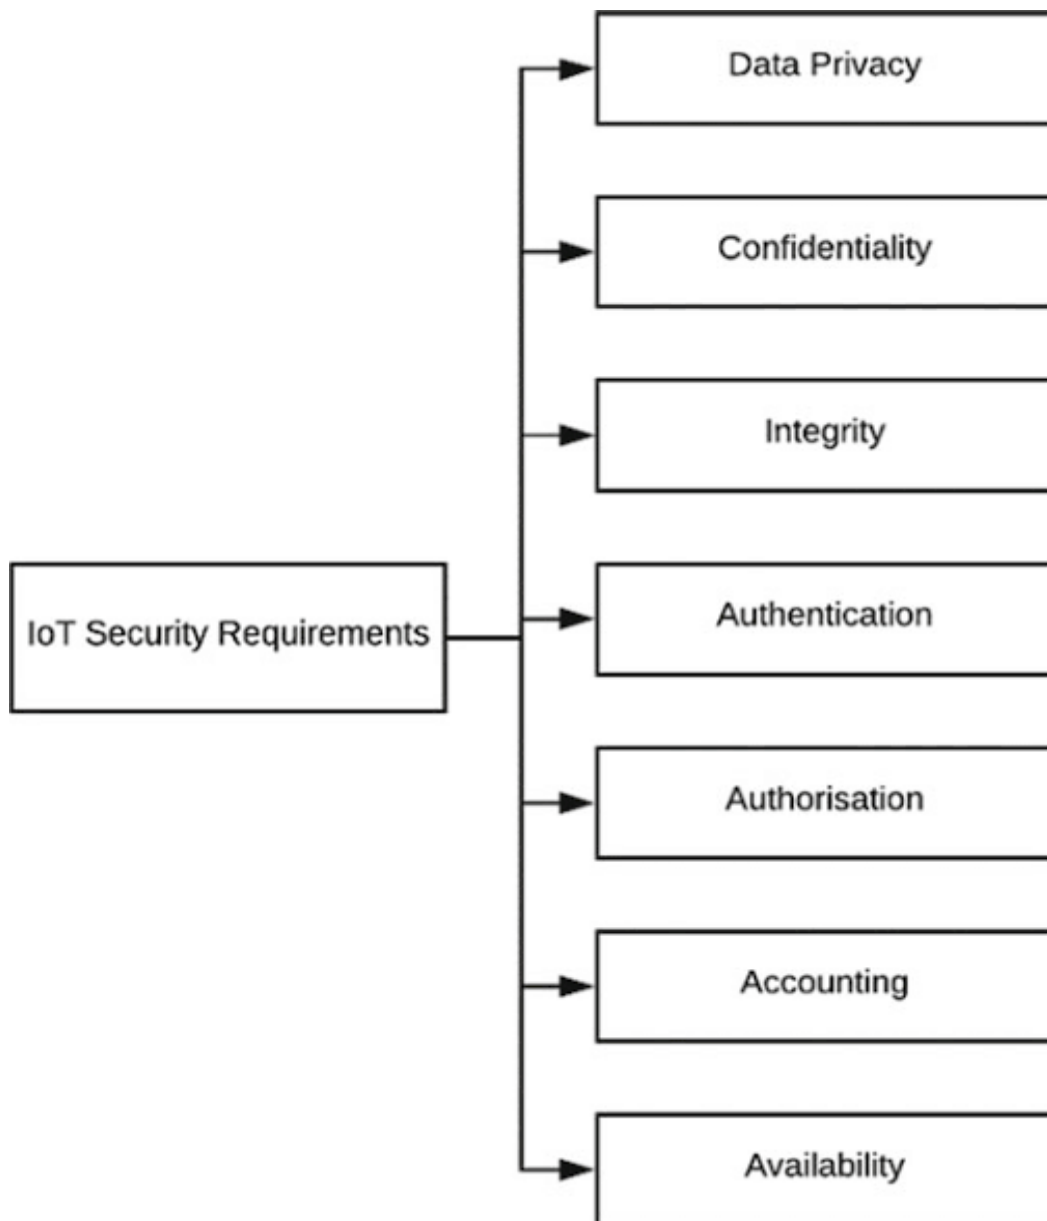 Data Privacy
Confidentiality
Integrity
IoT Security Requirements
Authentication
Authorisation
Accounting
Availability